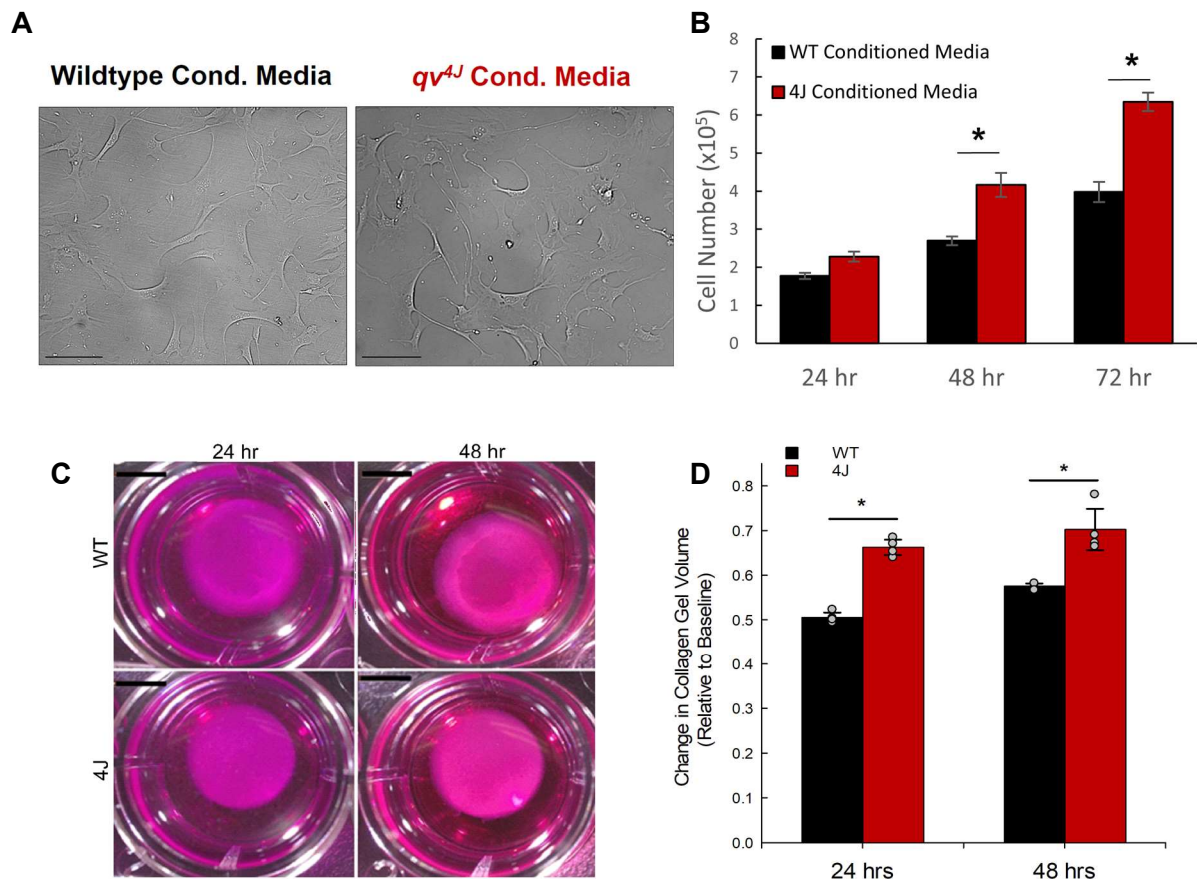 A
Wildtype Cond. Media
qv4J Cond. Media
B
WT Conditioned Media
4J Conditioned Media
*
*
Cell Number (x10⁵)
8
7
6
5
4
3
2
1
0
24 hr
48 hr
72 hr
C
24 hr
48 hr
WT
4J
D
WT
4J
*
*
Change in Collagen Gel Volume
(Relative to Baseline)
0.8
0.7
0.6
0.5
0.4
0.3
0.2
0.1
0.0
24 hrs
48 hrs